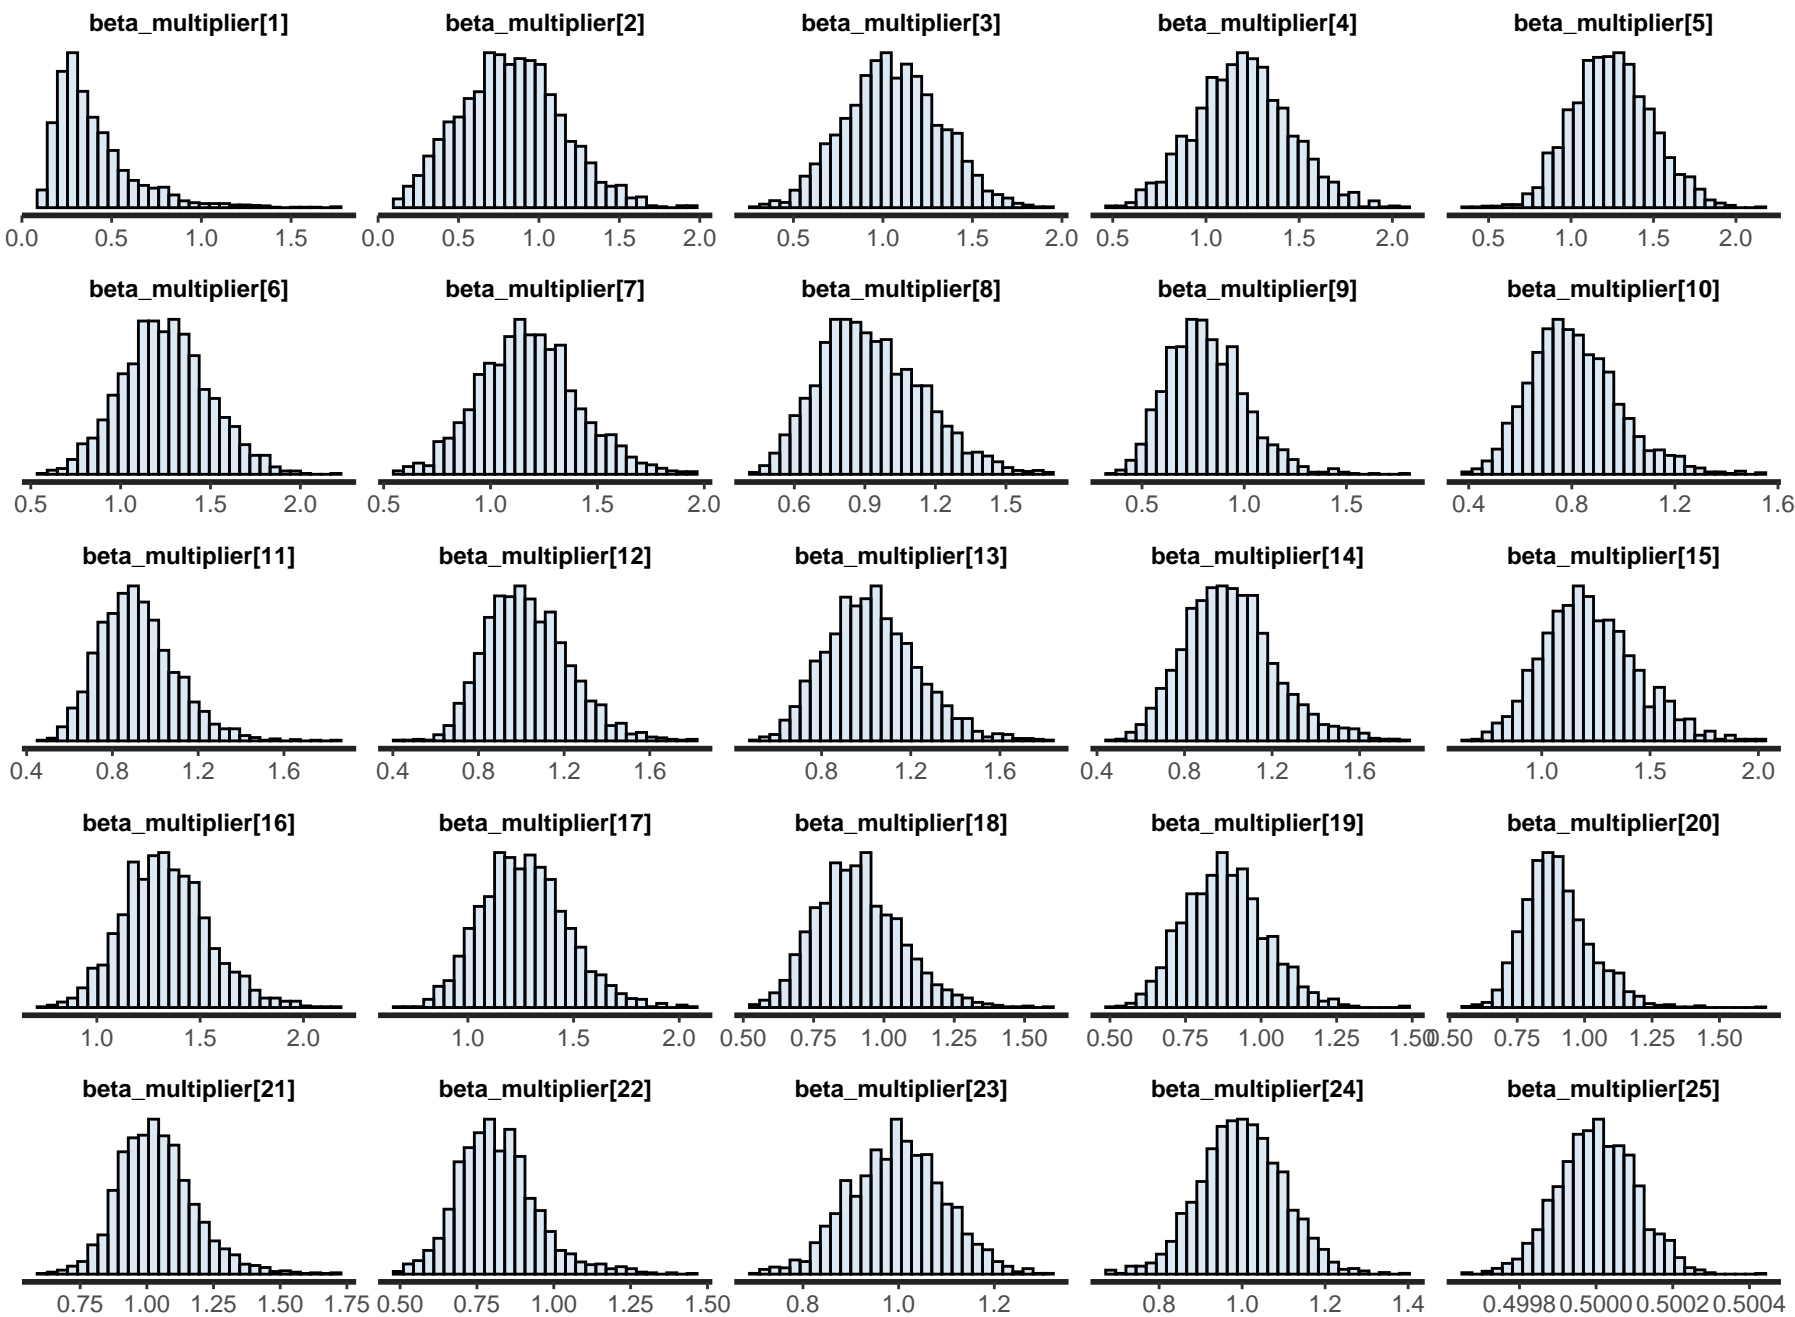 beta_multiplier[1] beta_multiplier[2] beta_multiplier[3] beta_multiplier[4] beta_multiplier[5]
0.0 0.5 1.0 1.5 0.0 0.5 1.0 1.5 2.0 0.5 1.0 1.5 2.0 0.5 1.0 1.5 2.0 0.5 1.0 1.5 2.0
beta_multiplier[6] beta_multiplier[7] beta_multiplier[8] beta_multiplier[9] beta_multiplier[10]
0.5 1.0 1.5 2.0 0.5 1.0 1.5 2.0 0.6 0.9 1.2 1.5 0.5 1.0 1.5 0.4 0.8 1.2 1.6
beta_multiplier[11] beta_multiplier[12] beta_multiplier[13] beta_multiplier[14] beta_multiplier[15]
0.4 0.8 1.2 1.6 0.4 0.8 1.2 1.6 0.8 1.2 1.6 0.4 0.8 1.2 1.6 1.0 1.5 2.0
beta_multiplier[16] beta_multiplier[17] beta_multiplier[18] beta_multiplier[19] beta_multiplier[20]
1.0 1.5 2.0 1.0 1.5 2.0 0.50 0.75 1.00 1.25 1.50 0.50 0.75 1.00 1.25 1.50 0.50 0.75 1.00 1.25 1.50
beta_multiplier[21] beta_multiplier[22] beta_multiplier[23] beta_multiplier[24] beta_multiplier[25]
0.75 1.00 1.25 1.75 0.50 0.75 1.00 1.25 1.50 0.8 1.0 1.2 0.8 1.0 1.2 1.4 0.4998 0.5000 0.5002 0.5004